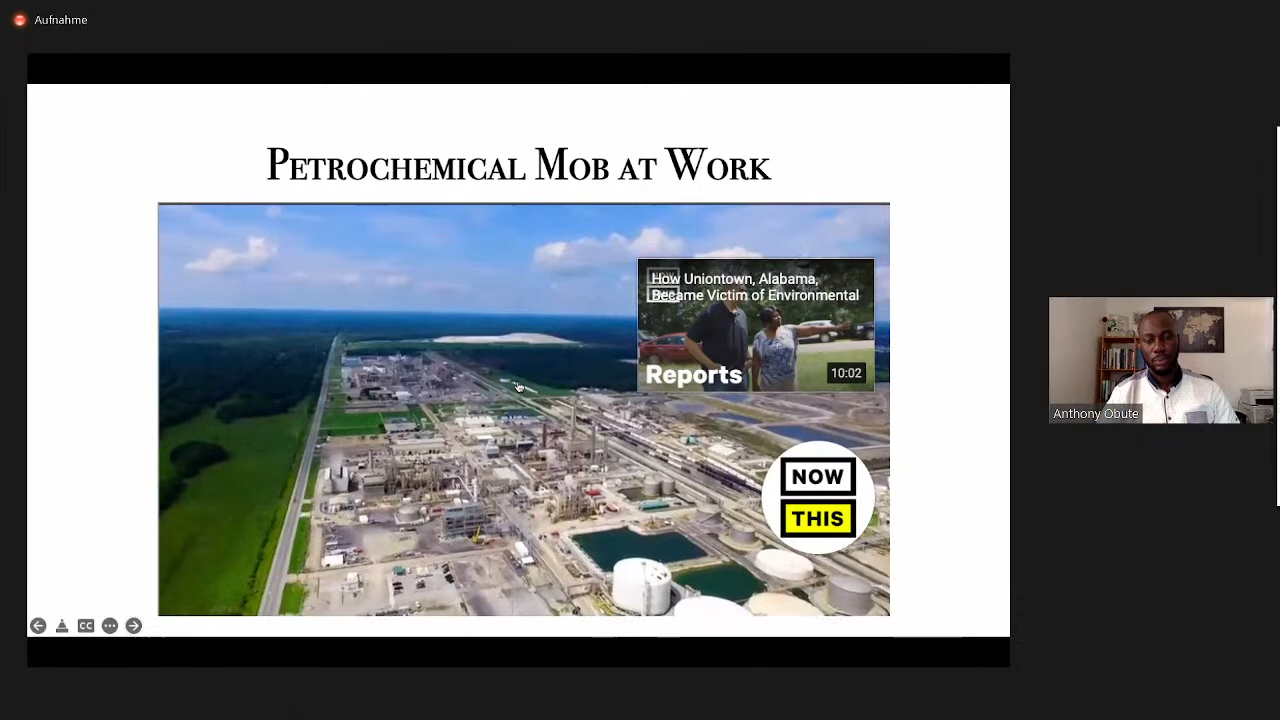 Aufnahme
PETROCHEMICAL MOB AT WORK
How Uniontown, Alabama,
Became Victim of Environmental
Reports
10:02
NOW
THIS
CC
Anthony Obute